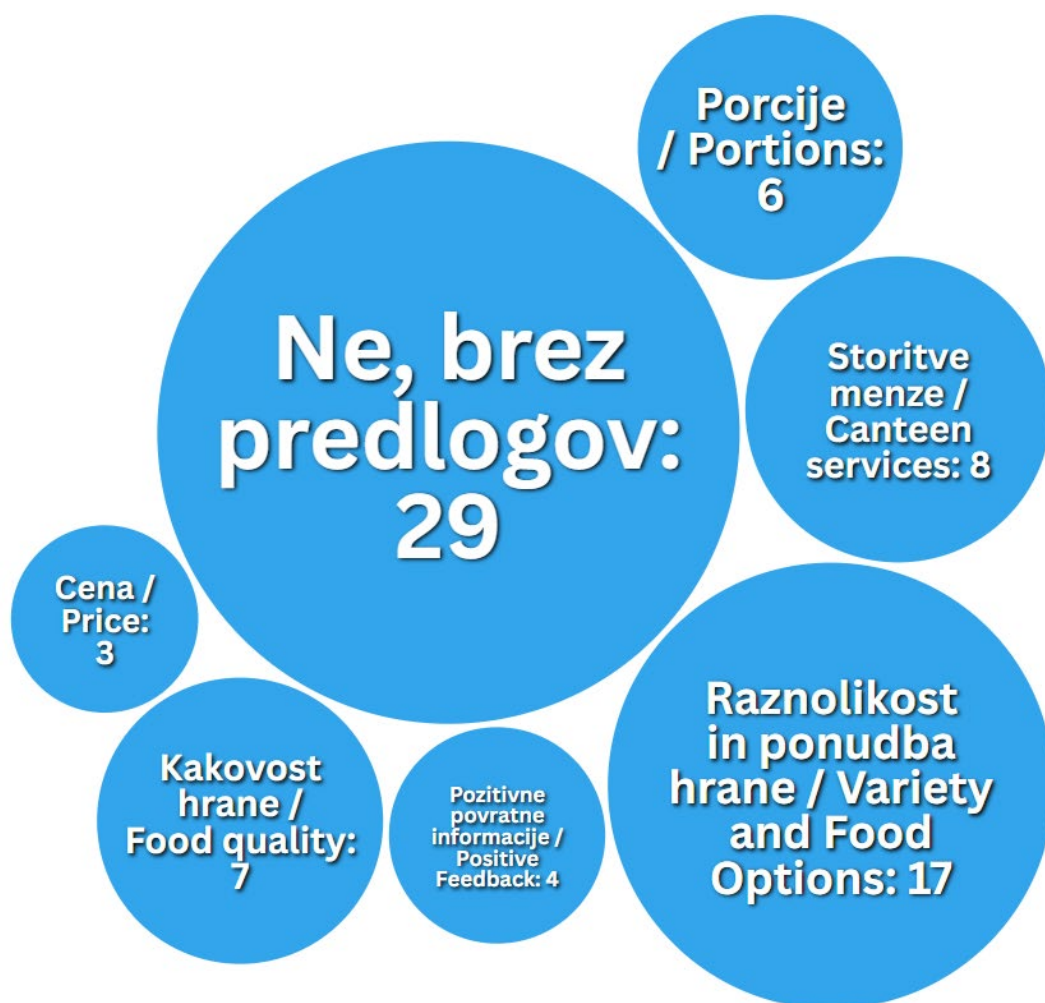 Porcije
/ Portions:
6
Ne, brez
predlogov:
29
Storitve
menze /
Canteen
services: 8
Cena /
Price:
3
Raznolikost
in ponudba
hrane / Variety
and Food
Options: 17
Kakovost
hrane /
Food quality:
7
Pozitivne
povratne
informacije /
Positive
Feedback: 4